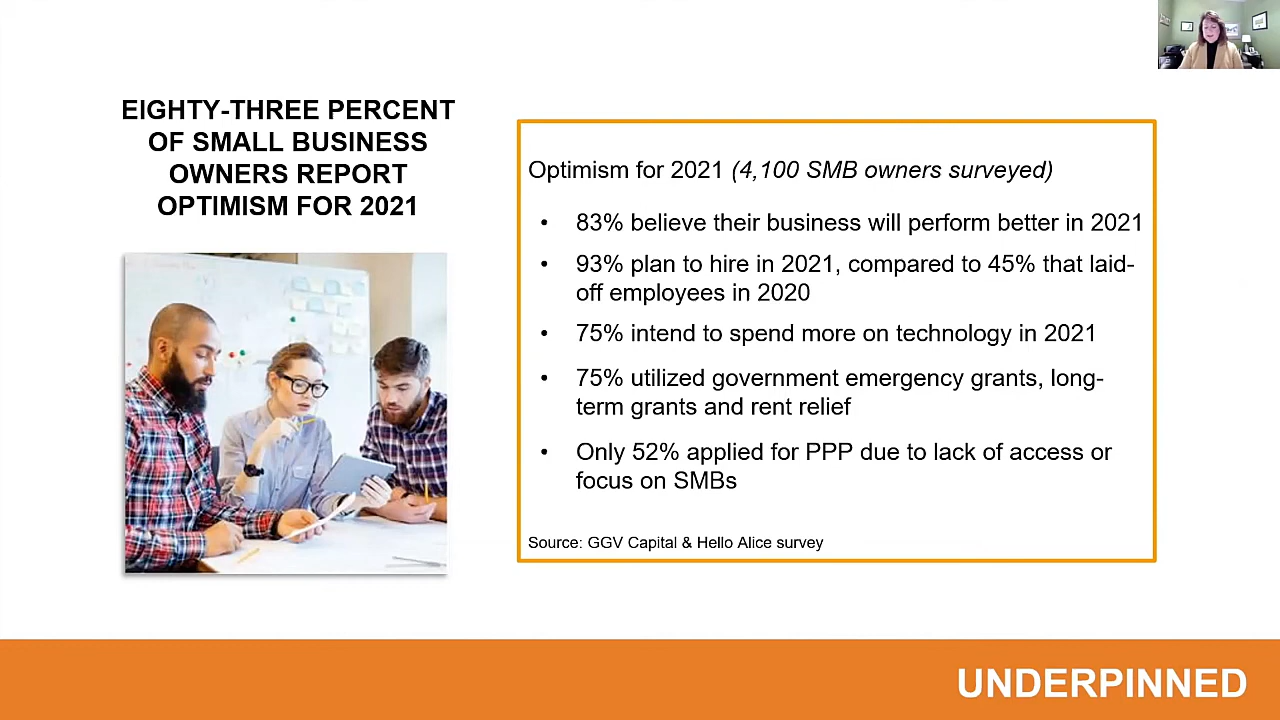 EIGHTY-THREE PERCENT
OF SMALL BUSINESS
OWNERS REPORT
OPTIMISM FOR 2021
Optimism for 2021 (4,100 SMB owners surveyed)
• 83% believe their business will perform better in 2021
• 93% plan to hire in 2021, compared to 45% that laid-
off employees in 2020
• 75% intend to spend more on technology in 2021
• 75% utilized government emergency grants, long-
term grants and rent relief
• Only 52% applied for PPP due to lack of access or
focus on SMBs
Source: GGV Capital & Hello Alice survey
UNDERPINNED